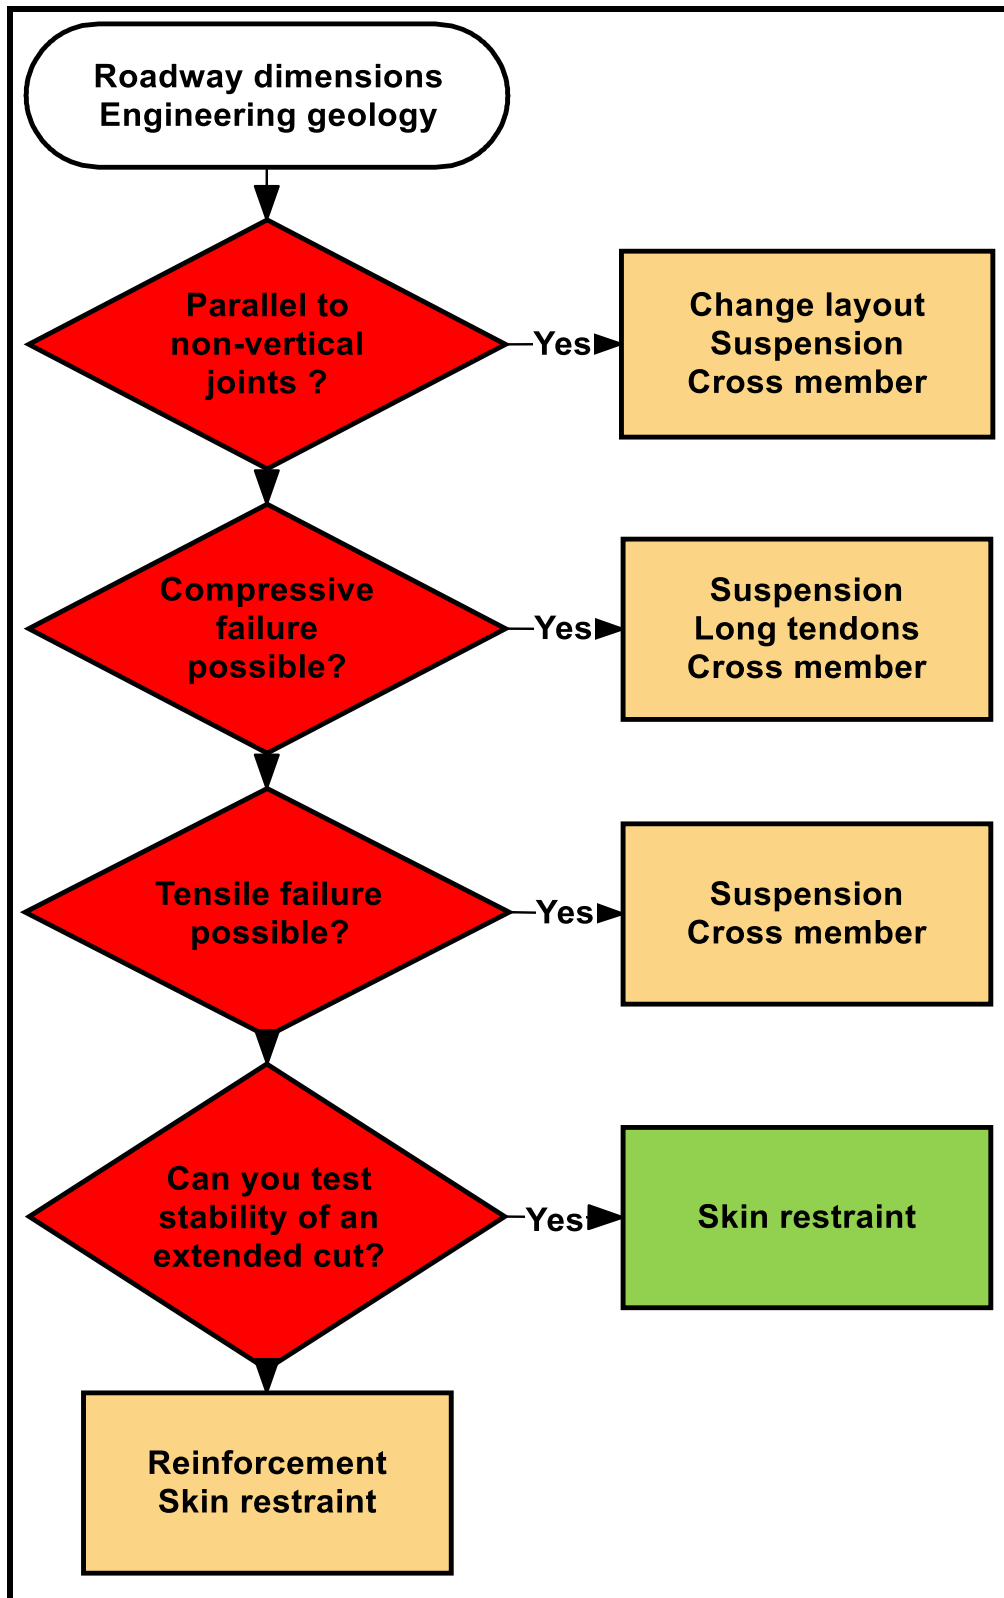 Roadway dimensions
Engineering geology
Parallel to
non-vertical
joints ?
Yes
Change layout
Suspension
Cross member
Compressive
failure
possible?
Yes
Suspension
Long tendons
Cross member
Tensile failure
possible?
Yes
Suspension
Cross member
Can you test
stability of an
extended cut?
Yes
Skin restraint
Reinforcement
Skin restraint